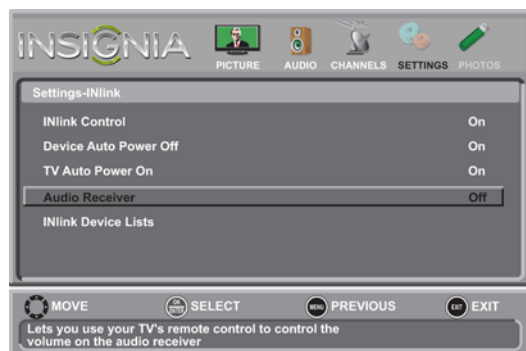 INSIGNIA
PICTURE AUDIO CHANNELS SETTINGS PHOTOS
Settings-INlink
INlink Control On
Device Auto Power Off On
TV Auto Power On On
Audio Receiver Off
INlink Device Lists
MOVE OK ENTER SELECT MENU PREVIOUS EXIT EXIT
Lets you use your TV's remote control to control the
volume on the audio receiver